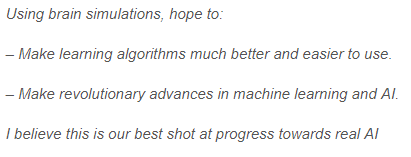 Using brain simulations, hope to:
– Make learning algorithms much better and easier to use.
– Make revolutionary advances in machine learning and AI.
I believe this is our best shot at progress towards real AI